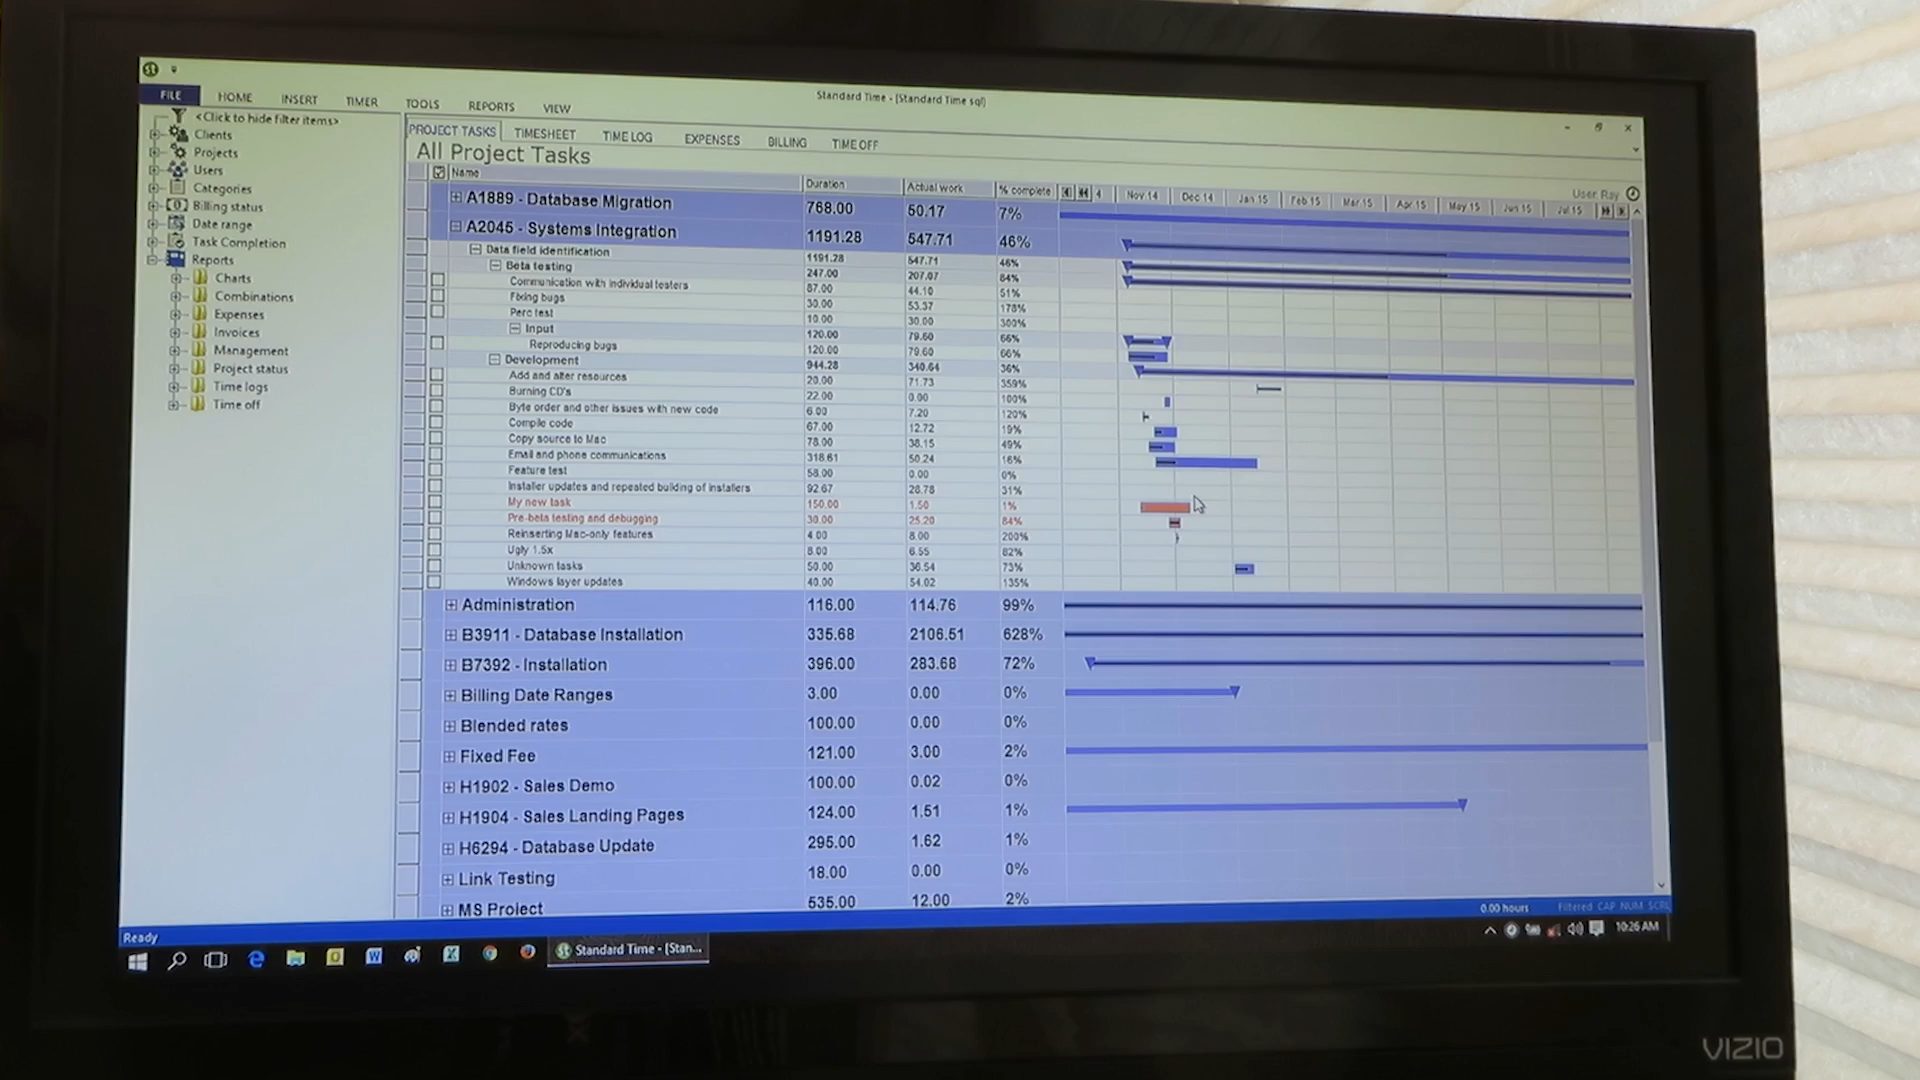 Standard Time - [Standard Time sql]
FILE HOME INSERT TIMER TOOLS REPORTS VIEW
<Click to hide filter items>
Clients
Projects
Users
Categories
Billing status
Date range
Task Completion
Reports
Charts
Combinations
Expenses
Invoices
Management
Project status
Time logs
Time off
PROJECT TASKS TIMESHEET TIME LOG EXPENSES BILLING TIME OFF
All Project Tasks
User Ray
Name Duration Actual work % complete 4 Nov 14 Dec 14 Jan 15 Feb 15 Mar 15 Apr 15 May 15 Jun 15 Jul 15
A1889 - Database Migration 768.00 50.17 7%
A2045 - Systems Integration 1191.28 547.71 46%
Data field identification 1191.28 547.71 46%
Beta testing 247.00 207.07 84%
Communication with individual testers 87.00 44.10 51%
Fixing bugs 30.00 53.37 178%
Perc test 10.00 30.00 300%
Input 120.00 79.60 66%
Reproducing bugs 120.00 79.60 66%
Development 944.28 340.64 36%
Add and alter resources 20.00 71.73 359%
Burning CD's 22.00 0.00 100%
Byte order and other issues with new code 6.00 7.20 120%
Compile code 67.00 12.72 19%
Copy source to Mac 78.00 38.15 49%
Email and phone communications 318.61 50.24 16%
Feature test 58.00 0.00 0%
Installer updates and repeated building of installers 92.67 28.78 31%
My new task 150.00 1.50 1%
Pre-beta testing and debugging 30.00 25.20 84%
Reinserting Mac-only features 4.00 8.00 200%
Ugly 1.5x 8.00 6.55 82%
Unknown tasks 50.00 36.54 73%
Windows layer updates 40.00 54.02 135%
Administration 116.00 114.76 99%
B3911 - Database Installation 335.68 2106.51 628%
B7392 - Installation 396.00 283.68 72%
Billing Date Ranges 3.00 0.00 0%
Blended rates 100.00 0.00 0%
Fixed Fee 121.00 3.00 2%
H1902 - Sales Demo 100.00 0.02 0%
H1904 - Sales Landing Pages 124.00 1.51 1%
H6294 - Database Update 295.00 1.62 1%
Link Testing 18.00 0.00 0%
MS Project 535.00 12.00 2%
Ready 0.00 hours Filtered CAP NUM SCRL
Standard Time - [Stan... 10:26 AM
VIZIO